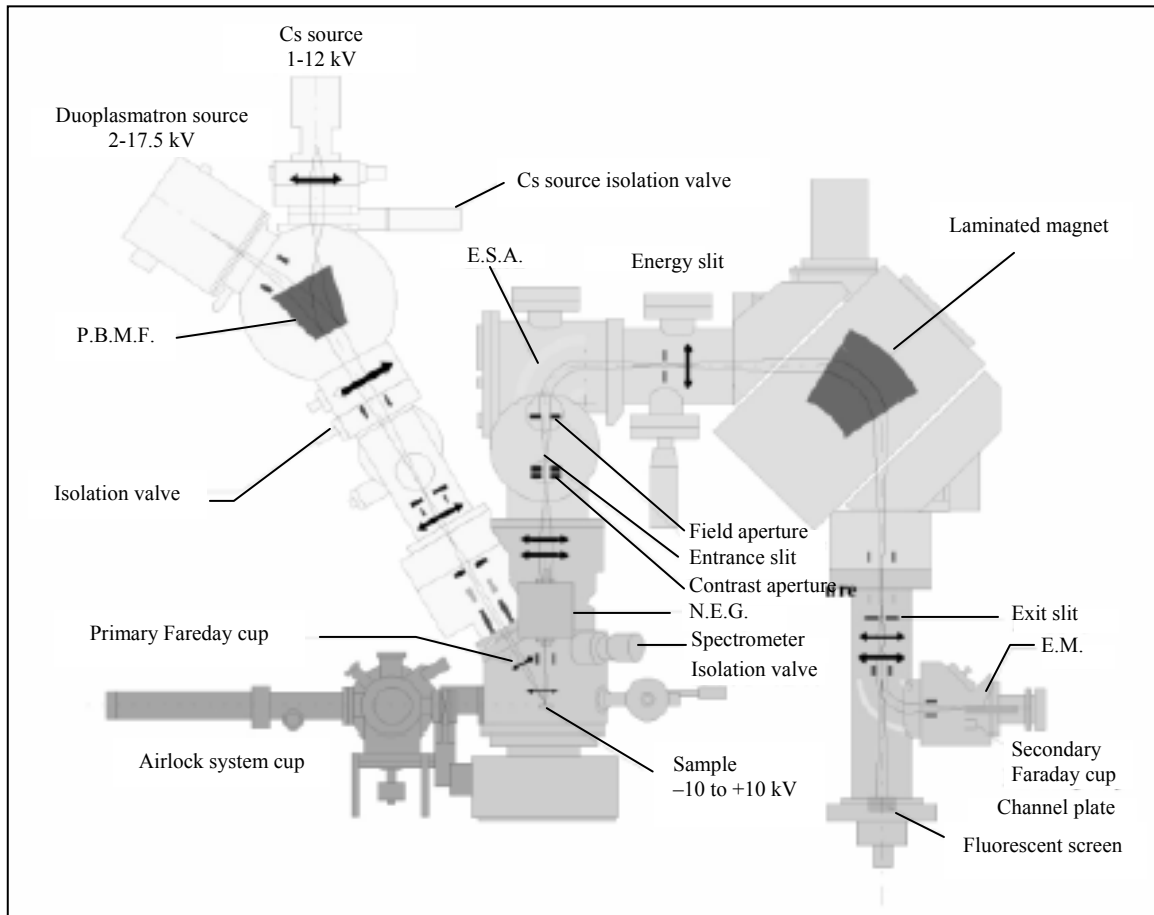 Cs source
1-12 kV
Duoplasmatron source
2-17.5 kV
Cs source isolation valve
Laminated magnet
E.S.A.
Energy slit
P.B.M.F.
Isolation valve
Field aperture
Entrance slit
Contrast aperture
N.E.G.
Exit slit
Primary Fareday cup
Spectrometer
Isolation valve
E.M.
Airlock system cup
Sample
–10 to +10 kV
Secondary
Faraday cup
Channel plate
Fluorescent screen